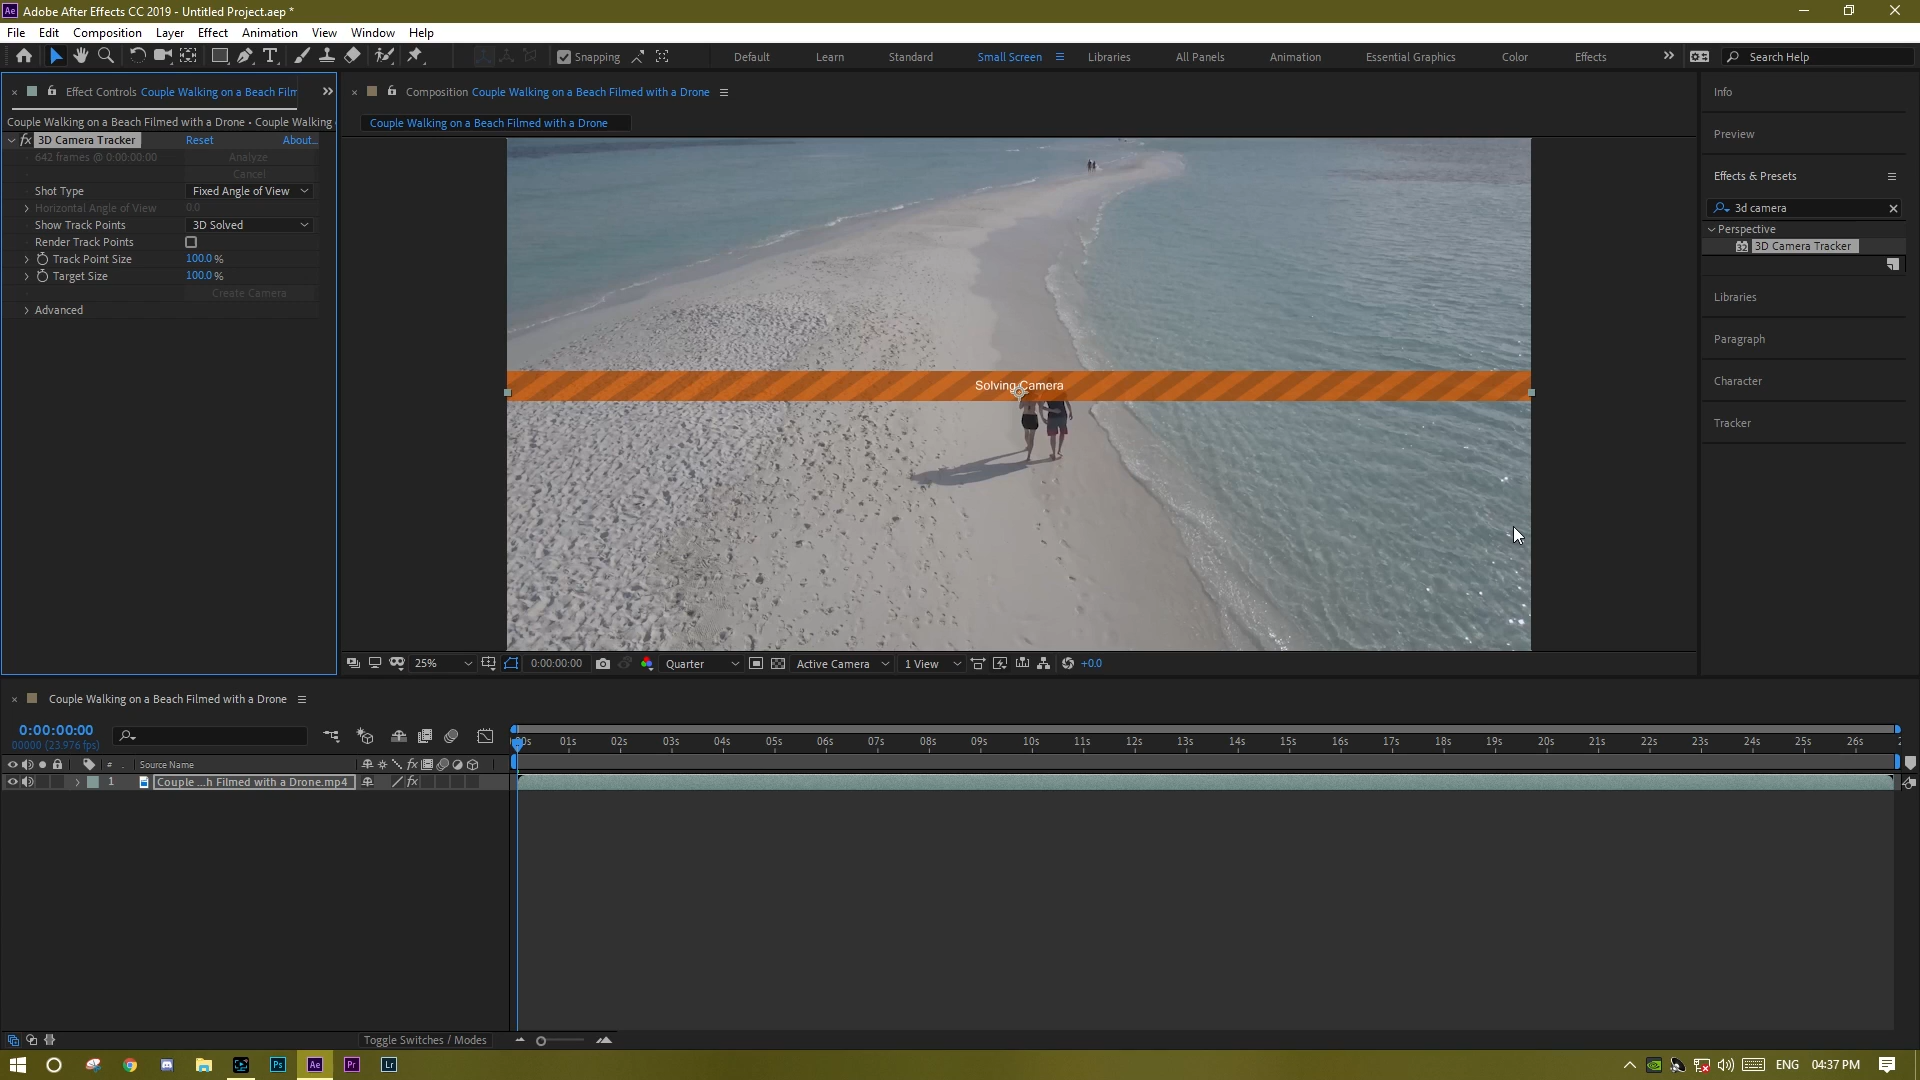 Adobe After Effects CC 2019 - Untitled Project.aep *
File Edit Composition Layer Effect Animation View Window Help
Snapping Default Learn Standard Small Screen Libraries All Panels Animation Essential Graphics Color Effects Search Help
Effect Controls Couple Walking on a Beach Film
Couple Walking on a Beach Filmed with a Drone • Couple Walking
fx 3D Camera Tracker Reset About...
642 frames @ 0:00:00:00 Analyze
Cancel
Shot Type Fixed Angle of View
Horizontal Angle of View 0.0
Show Track Points 3D Solved
Render Track Points
Track Point Size 100.0 %
Target Size 100.0 %
Create Camera
Advanced
Composition Couple Walking on a Beach Filmed with a Drone
Couple Walking on a Beach Filmed with a Drone
Solving Camera
25% 0:00:00:00 Quarter Active Camera 1 View +0.0
Info
Preview
Effects & Presets
3d camera
Perspective
32 3D Camera Tracker
Libraries
Paragraph
Character
Tracker
Couple Walking on a Beach Filmed with a Drone
0:00:00:00
00000 (23.976 fps)
01s 02s 03s 04s 05s 06s 07s 08s 09s 10s 11s 12s 13s 14s 15s 16s 17s 18s 19s 20s 21s 22s 23s 24s 25s 26s
# . Source Name fx
1 Couple ...h Filmed with a Drone.mp4 fx
Toggle Switches / Modes
Ps Ae Pr Lr ENG 04:37 PM